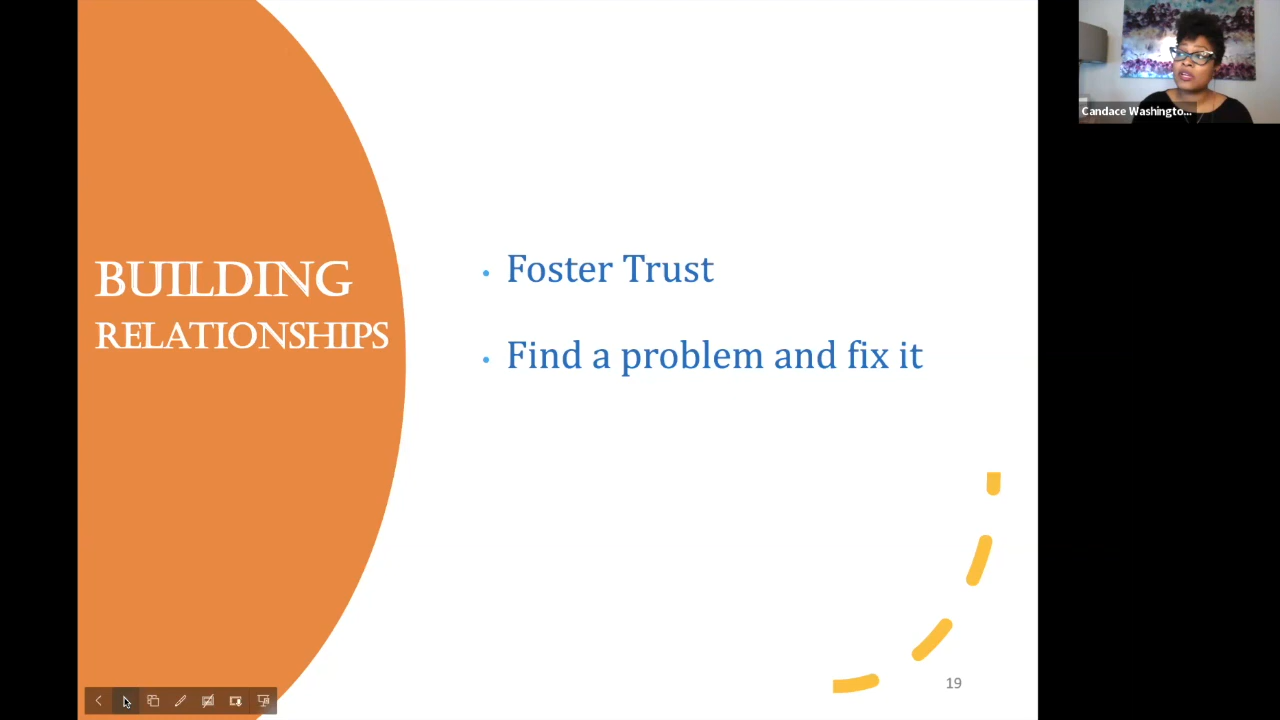 BUILDING
RELATIONSHIPS
• Foster Trust
• Find a problem and fix it
19
Candace Washingto...